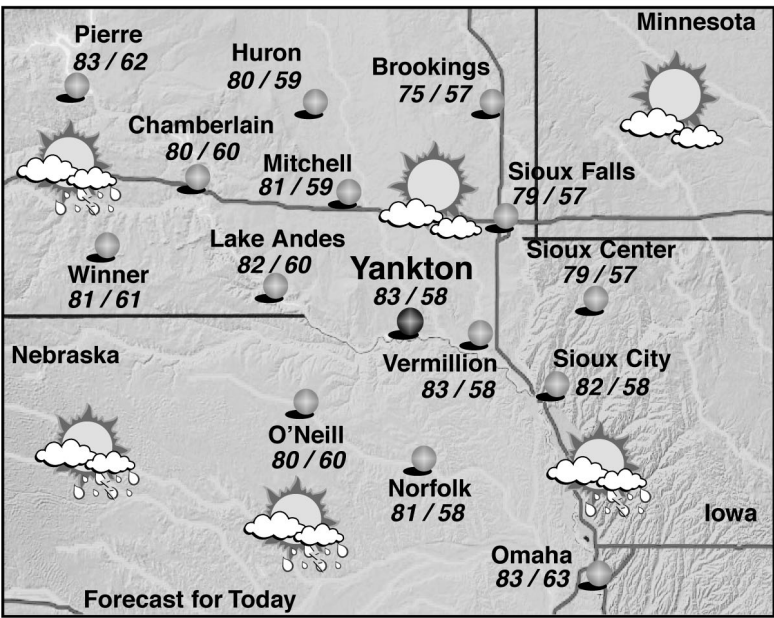 Minnesota
Pierre
83 / 62
Huron
80 / 59
Brookings
75 / 57
Chamberlain
80 / 60
Mitchell
81 / 59
Sioux Falls
79 / 57
Winner
81 / 61
Lake Andes
82 / 60
Yankton
83 / 58
Sioux Center
79 / 57
Nebraska
Vermillion
83 / 58
Sioux City
82 / 58
O'Neill
80 / 60
Norfolk
81 / 58
Iowa
Omaha
83 / 63
Forecast for Today